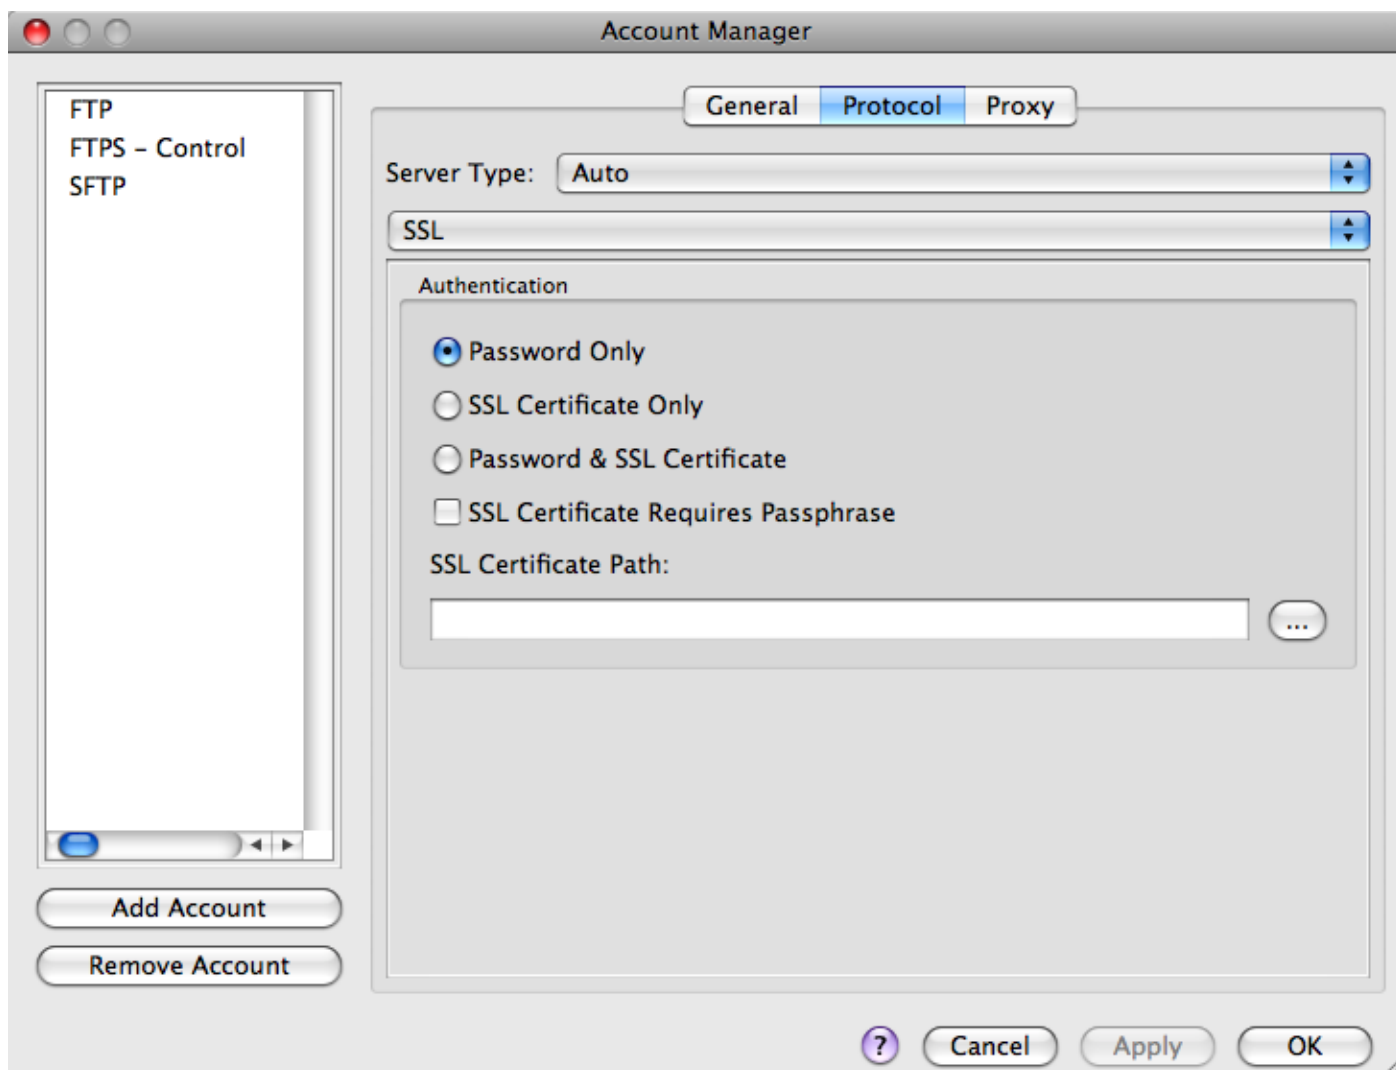 Account Manager
FTP
FTPS – Control
SFTP
Add Account
Remove Account
General Protocol Proxy
Server Type: Auto
SSL
Authentication
Password Only
SSL Certificate Only
Password & SSL Certificate
SSL Certificate Requires Passphrase
SSL Certificate Path:
...
? Cancel Apply OK